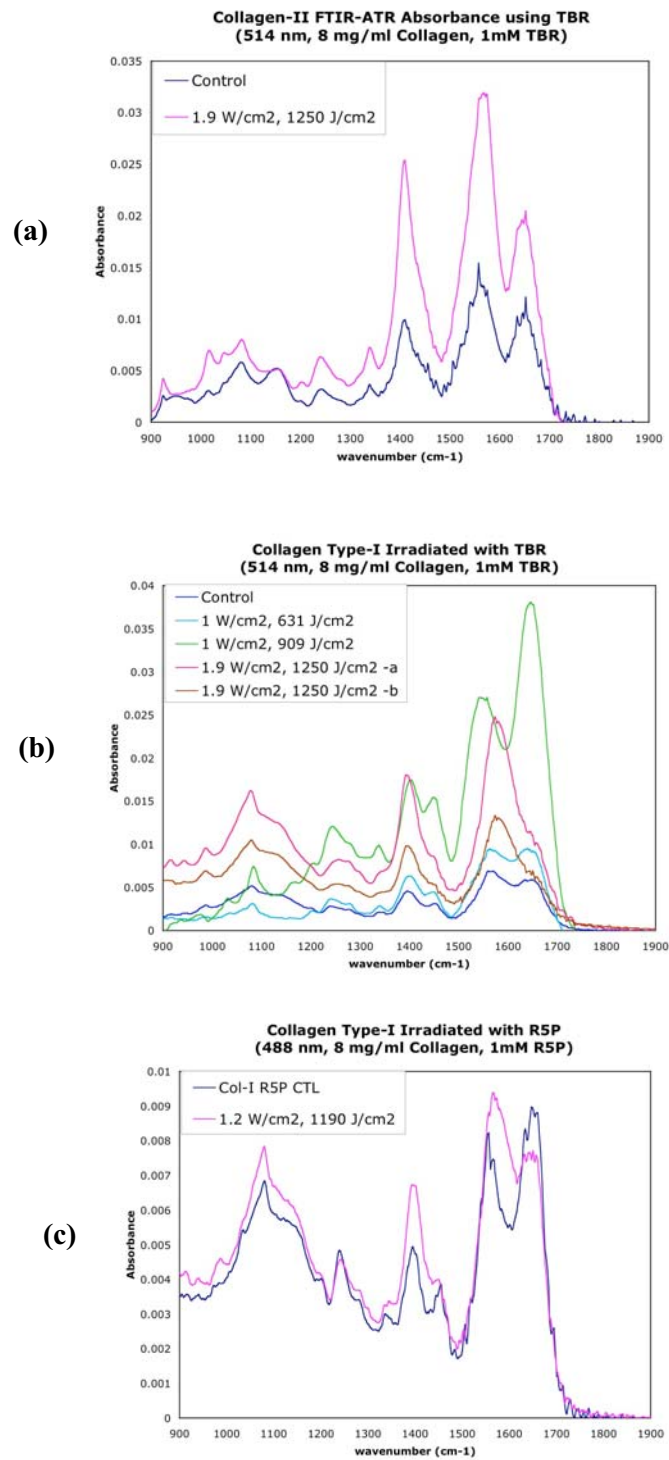 Collagen-II FTIR-ATR Absorbance using TBR
(514 nm, 8 mg/ml Collagen, 1mM TBR)
0.035
0.03
0.025
0.02
0.015
0.01
0.005
0
Control
1.9 W/cm2, 1250 J/cm2
(a)
Absorbance
900 1000 1100 1200 1300 1400 1500 1600 1700 1800 1900
wavenumber (cm-1)
Collagen Type-I Irradiated with TBR
(514 nm, 8 mg/ml Collagen, 1mM TBR)
0.04
0.035
0.03
0.025
0.02
0.015
0.01
0.005
0
Control
1 W/cm2, 631 J/cm2
1 W/cm2, 909 J/cm2
1.9 W/cm2, 1250 J/cm2 -a
1.9 W/cm2, 1250 J/cm2 -b
(b)
Absorbance
900 1000 1100 1200 1300 1400 1500 1600 1700 1800 1900
wavenumber (cm-1)
Collagen Type-I Irradiated with R5P
(488 nm, 8 mg/ml Collagen, 1mM R5P)
0.01
0.009
0.008
0.007
0.006
0.005
0.004
0.003
0.002
0.001
0
Col-I R5P CTL
1.2 W/cm2, 1190 J/cm2
(c)
Absorbance
900 1000 1100 1200 1300 1400 1500 1600 1700 1800 1900
wavenumber (cm-1)